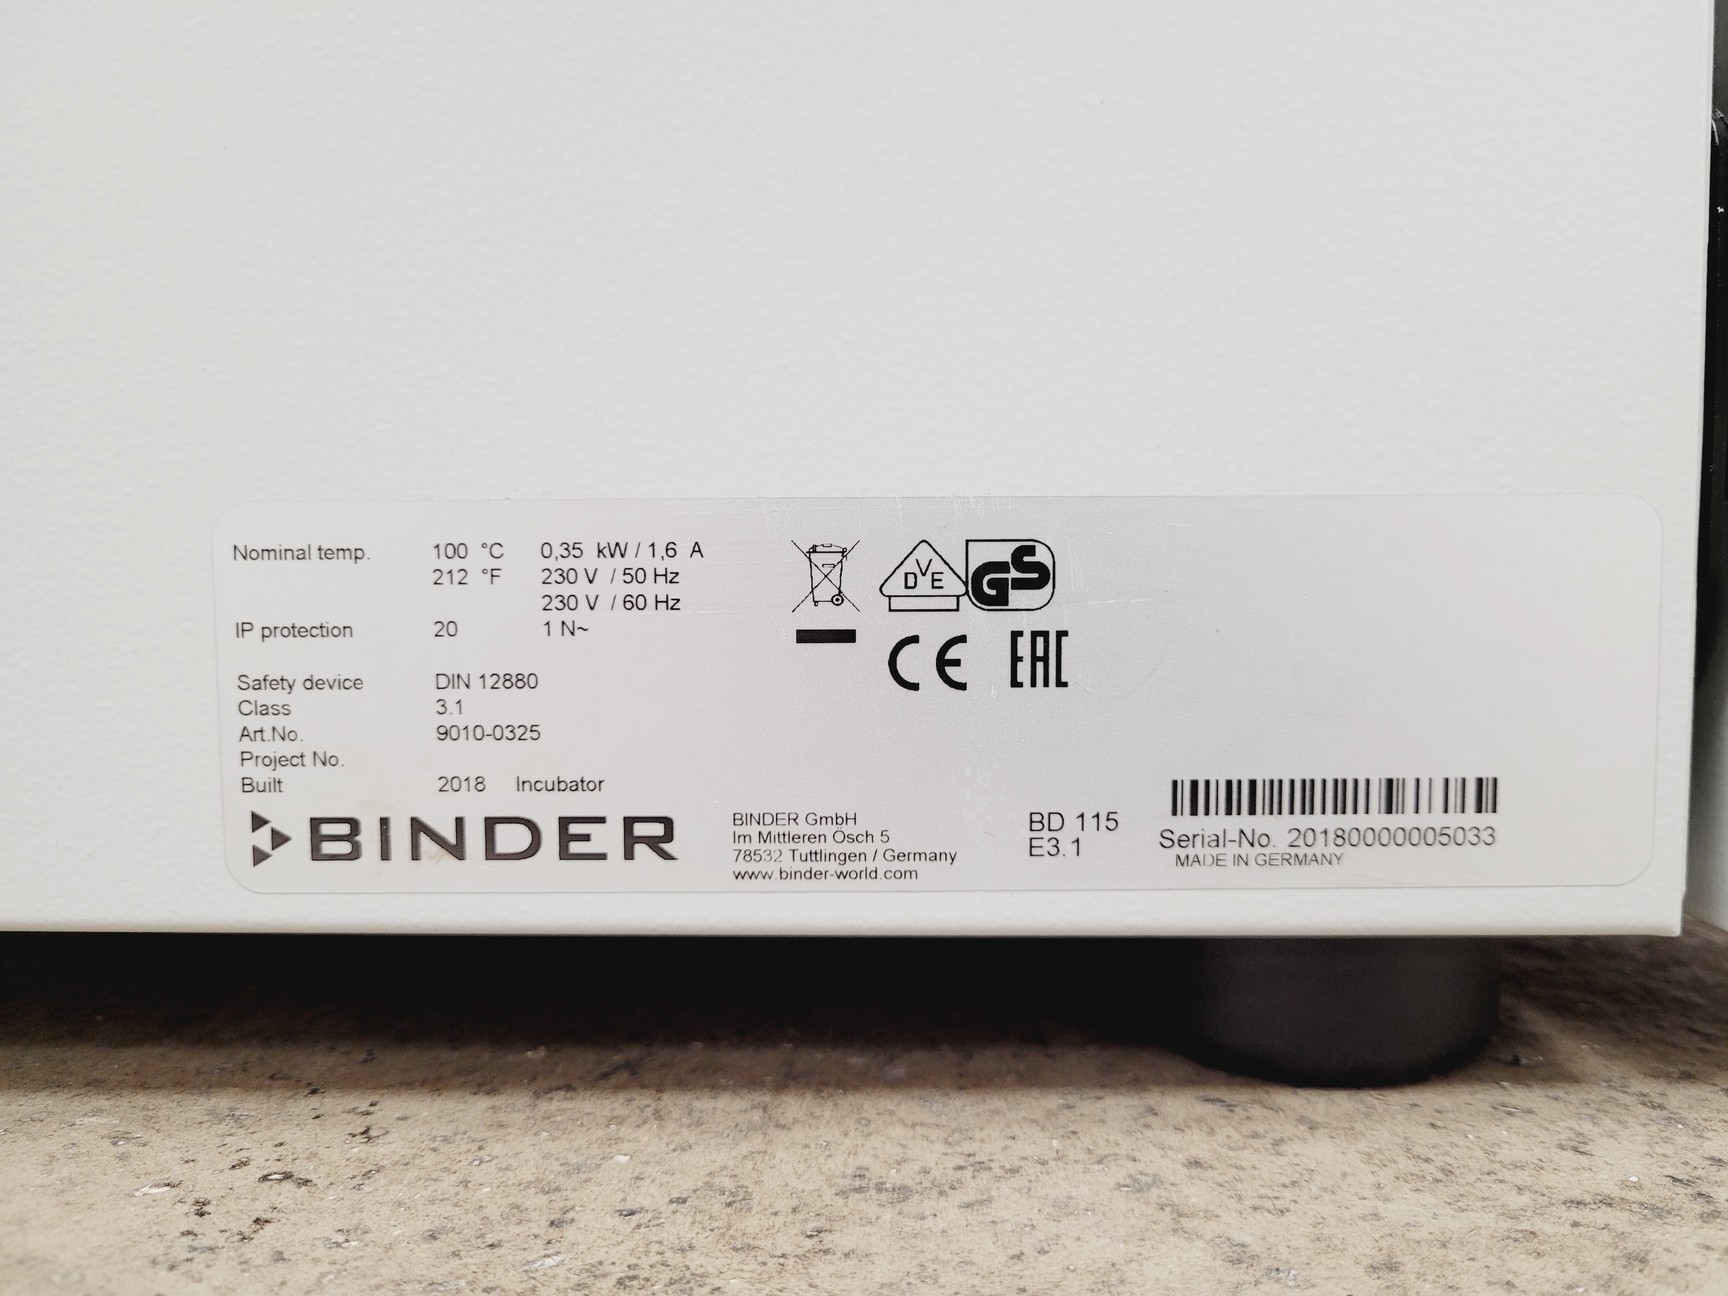 Nominal temp. 100 °C 0,35 kW / 1,6 A
212 °F 230 V / 50 Hz
230 V / 60 Hz
IP protection 20 1 N~
Safety device DIN 12880
Class 3.1
Art.No. 9010-0325
Project No.
Built 2018 Incubator
BINDER
DVE
GS
CE EAC
BINDER GmbH
Im Mittleren Ösch 5
78532 Tuttlingen / Germany
www.binder-world.com
BD 115
E3.1
Serial-No. 20180000005033
MADE IN GERMANY